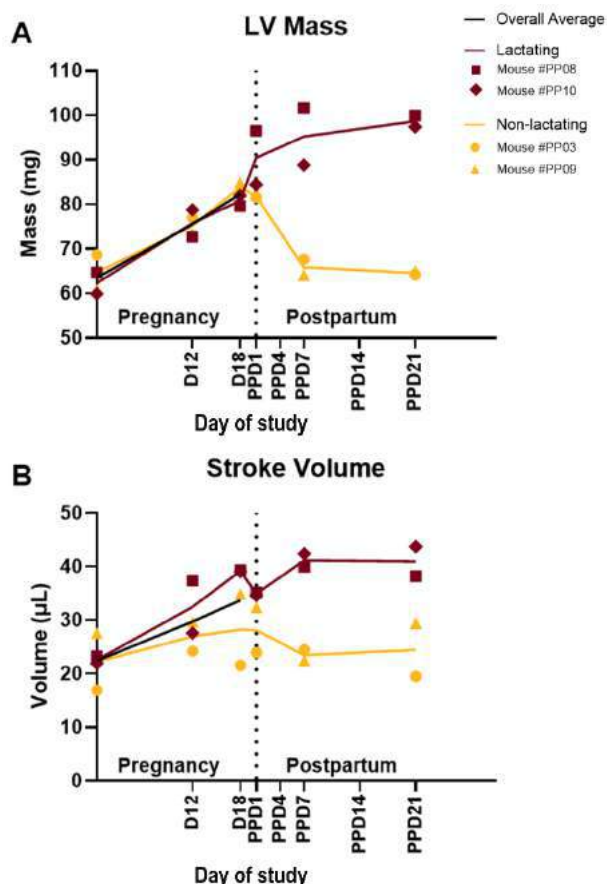 A
LV Mass
Overall Average
Lactating
Mouse #PP08
Mouse #PP10
Non-lactating
Mouse #PP03
Mouse #PP09
Mass (mg)
110
100
90
80
70
60
50
Pregnancy
Postpartum
D12
D18
PPD1
PPD4
PPD7
PPD14
PPD21
Day of study
B
Stroke Volume
Volume (µL)
50
40
30
20
10
0
Pregnancy
Postpartum
D12
D18
PPD1
PPD4
PPD7
PPD14
PPD21
Day of study